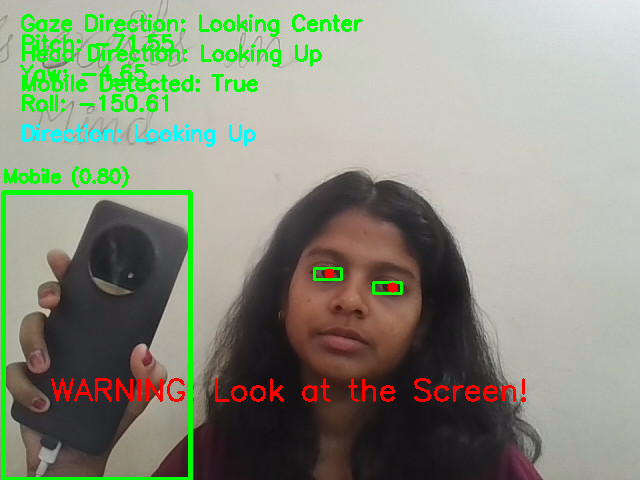 Gaze Direction: Looking Center
Pitch: -71.55
Head Direction: Looking Up
Yaw: -4.65
Mobile Detected: True
Roll: -150.61
Mind
Direction: Looking Up
Mobile (0.80)
WARNING: Look at the Screen!